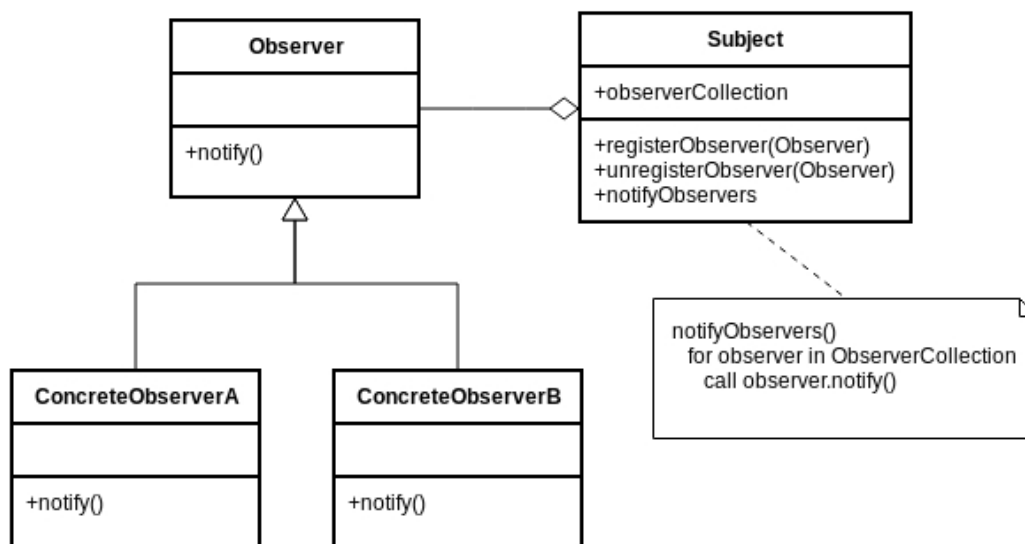 Observer
+notify()
Subject
+observerCollection
+registerObserver(Observer)
+unregisterObserver(Observer)
+notifyObservers
notifyObservers()
for observer in ObserverCollection
call observer.notify()
ConcreteObserverA
+notify()
ConcreteObserverB
+notify()